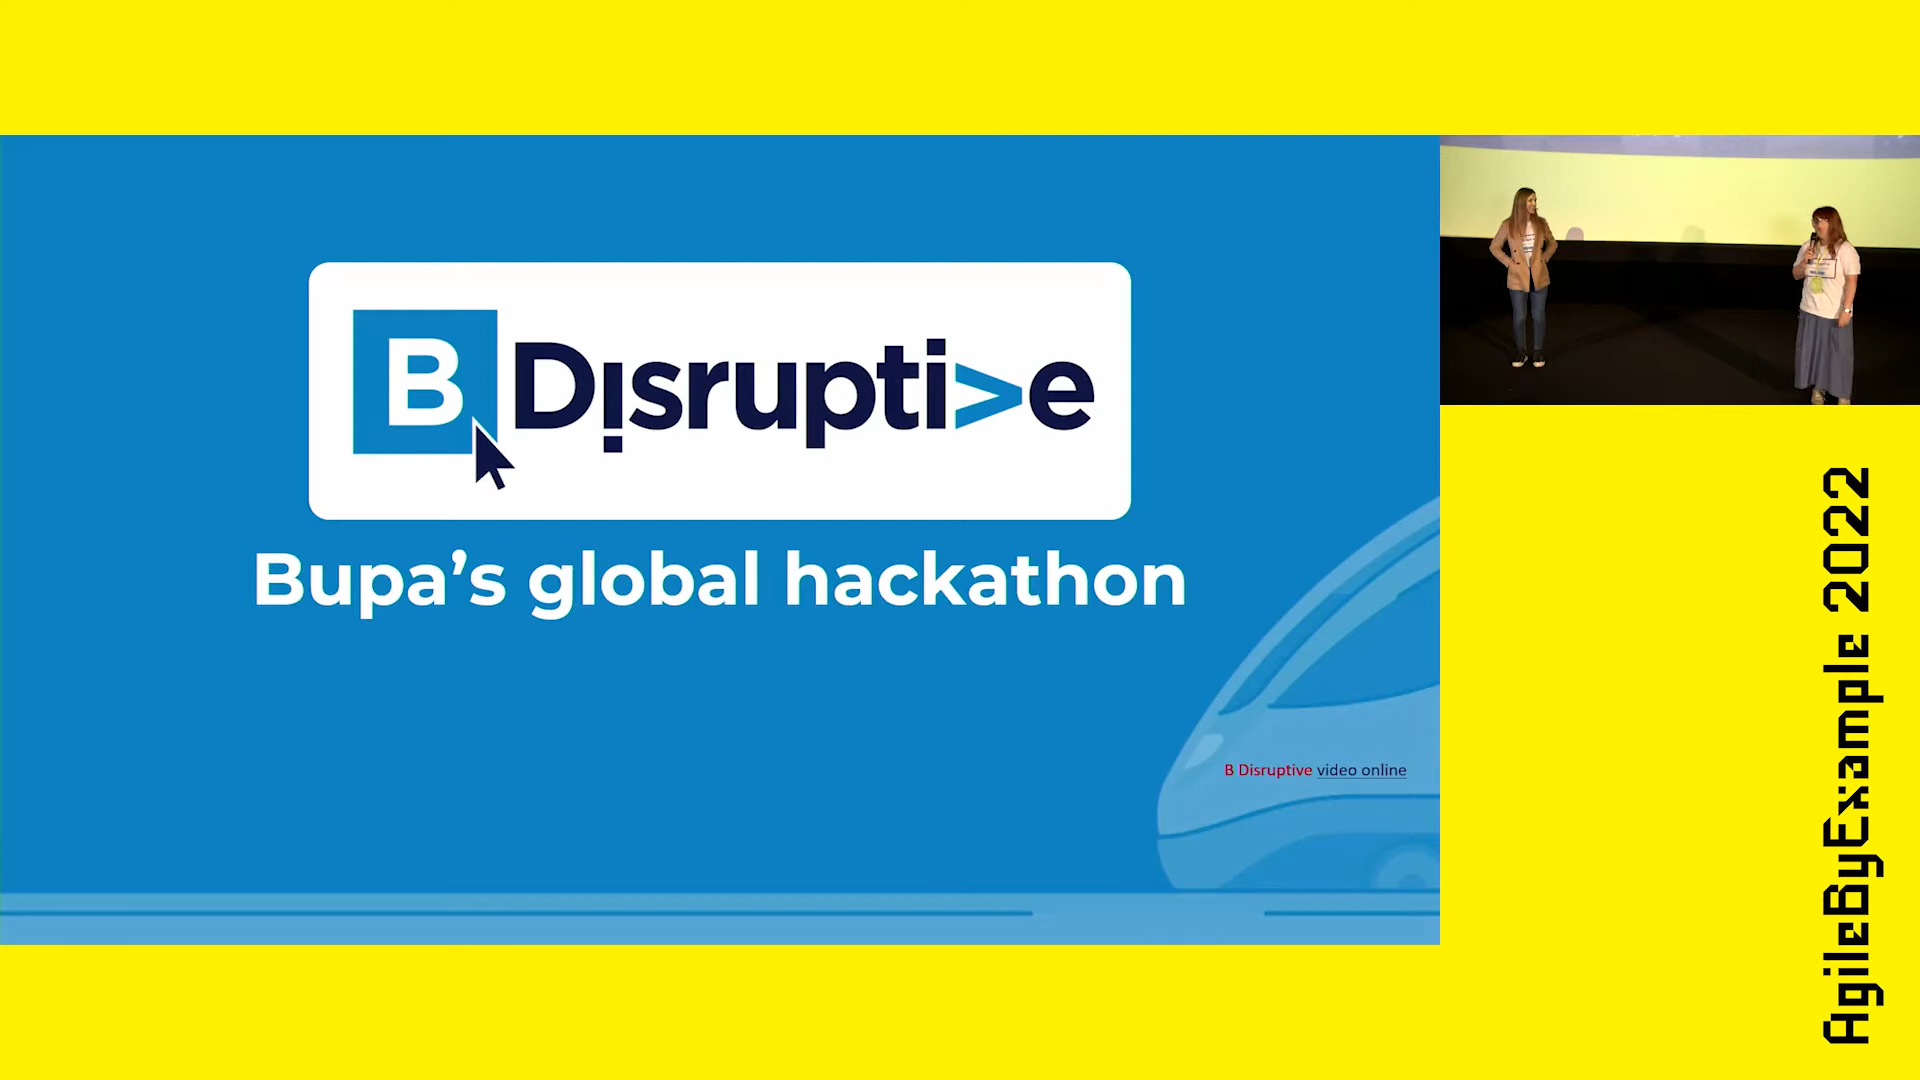 B Disruptive
Bupa's global hackathon
B Disruptive video online
AgileByExample 2022